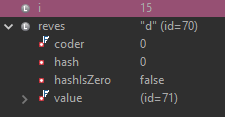 i 15
reves "d" (id=70)
coder 0
hash 0
hashIsZero false
value (id=71)